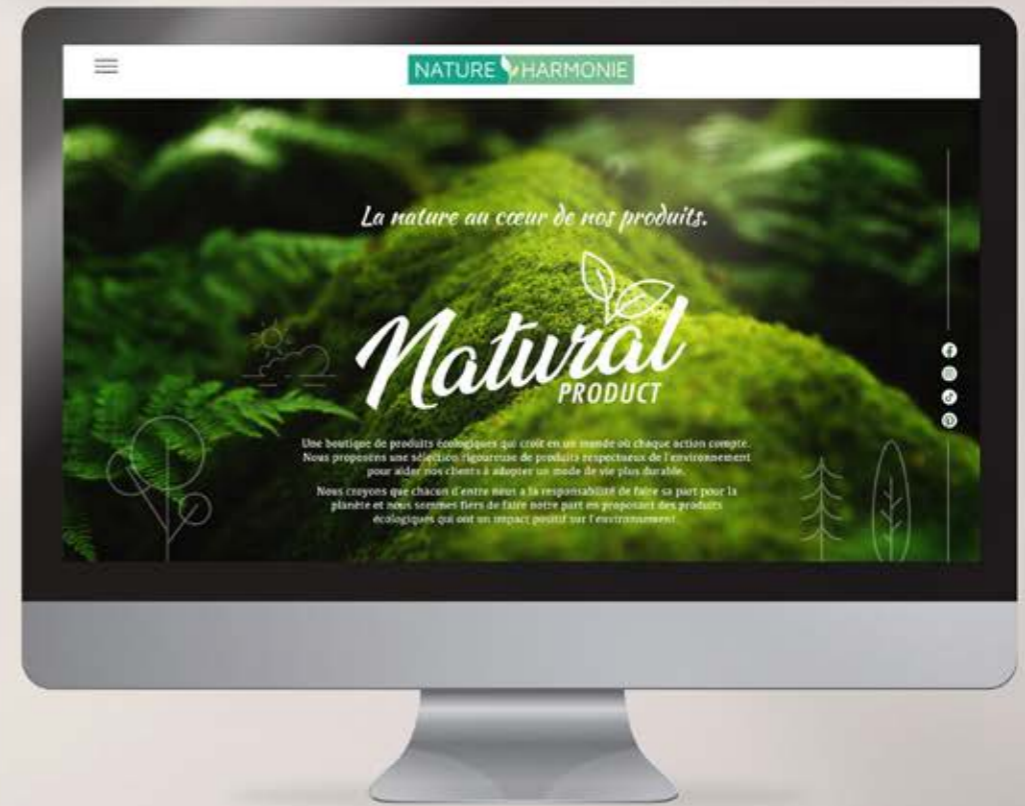 NATURE HARMONIE
La nature au cœur de nos produits.
Natural
PRODUCT
Une boutique de produits écologiques qui croit en un monde où chaque action compte.
Nous proposons une sélection rigoureuse de produits respectueux de l'environnement
pour aider nos clients à adopter un mode de vie plus durable.
Nous croyons que chacun d'entre nous a la responsabilité de faire sa part pour la
planète et nous sommes fiers de faire notre part en proposant des produits
écologiques qui ont un impact positif sur l'environnement.